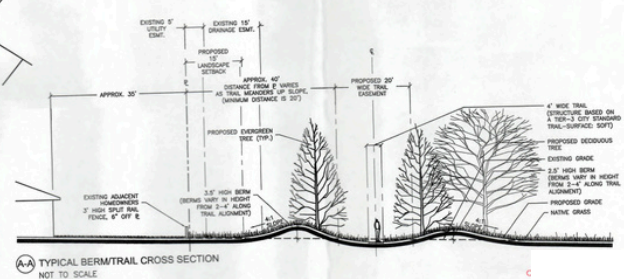 EXISTING 5'
UTILITY
ESMT.
EXISTING 15'
DRAINAGE ESMT.
PROPOSED
15'
LANDSCAPE
SETBACK
APPROX. 35'
APPROX. 40'
DISTANCE FROM ⅊ VARIES
AS TRAIL MEANDERS UP SLOPE,
(MINIMUM DISTANCE IS 20')
PROPOSED 20'
WIDE TRAIL
EASEMENT
4' WIDE TRAIL
(STRUCTURE BASED ON
A TIER-3 CITY STANDARD
TRAIL-SURFACE: SOFT)
PROPOSED EVERGREEN
TREE (TYP.)
PROPOSED DECIDUOUS
TREE
EXISTING GRADE
2.5' HIGH BERM
(BERMS VARY IN HEIGHT
FROM 2-4' ALONG
TRAIL ALIGNMENT)
PROPOSED GRADE
NATIVE GRASS
3.5' HIGH BERM
(BERMS VARY IN HEIGHT
FROM 2-4' ALONG
TRAIL ALIGNMENT)
EXISTING ADJACENT
HOMEOWNERS
3' HIGH SPLIT RAIL
FENCE, 6" OFF ⅊
4:1
SLOPE
4:1
A-A TYPICAL BERM/TRAIL CROSS SECTION
NOT TO SCALE